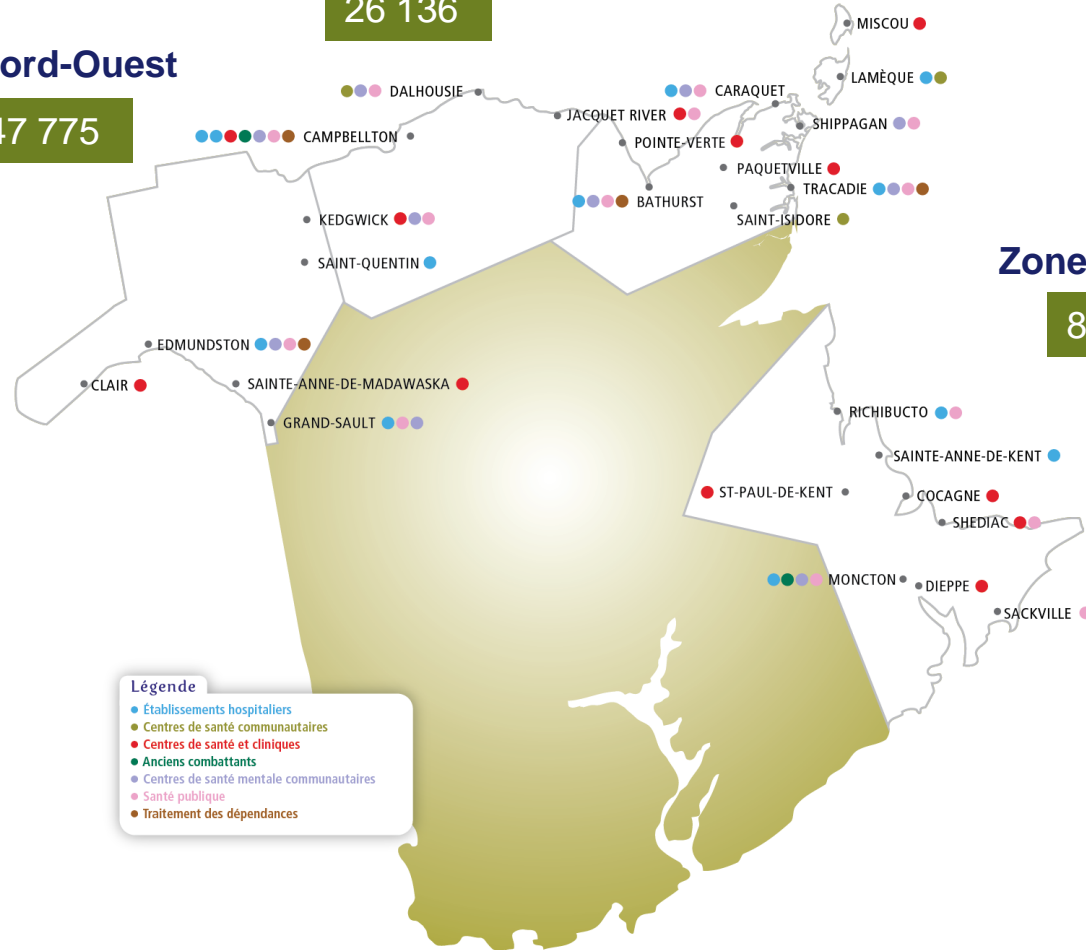 26 136
MISCOU
ord-Ouest
LAMÈQUE
DALHOUSIE
CARAQUET
47 775
JACQUET RIVER
SHIPPAGAN
CAMPBELLTON
POINTE-VERTE
PAQUETVILLE
TRACADIE
BATHURST
KEDGWICK
SAINT-ISIDORE
SAINT-QUENTIN
Zone
8
EDMUNDSTON
CLAIR
SAINTE-ANNE-DE-MADAWASKA
GRAND-SAULT
RICHIBUCTO
SAINTE-ANNE-DE-KENT
ST-PAUL-DE-KENT
COCAGNE
SHEDIAC
MONCTON
DIEPPE
SACKVILLE
Légende
Établissements hospitaliers
Centres de santé communautaires
Centres de santé et cliniques
Anciens combattants
Centres de santé mentale communautaires
Santé publique
Traitement des dépendances